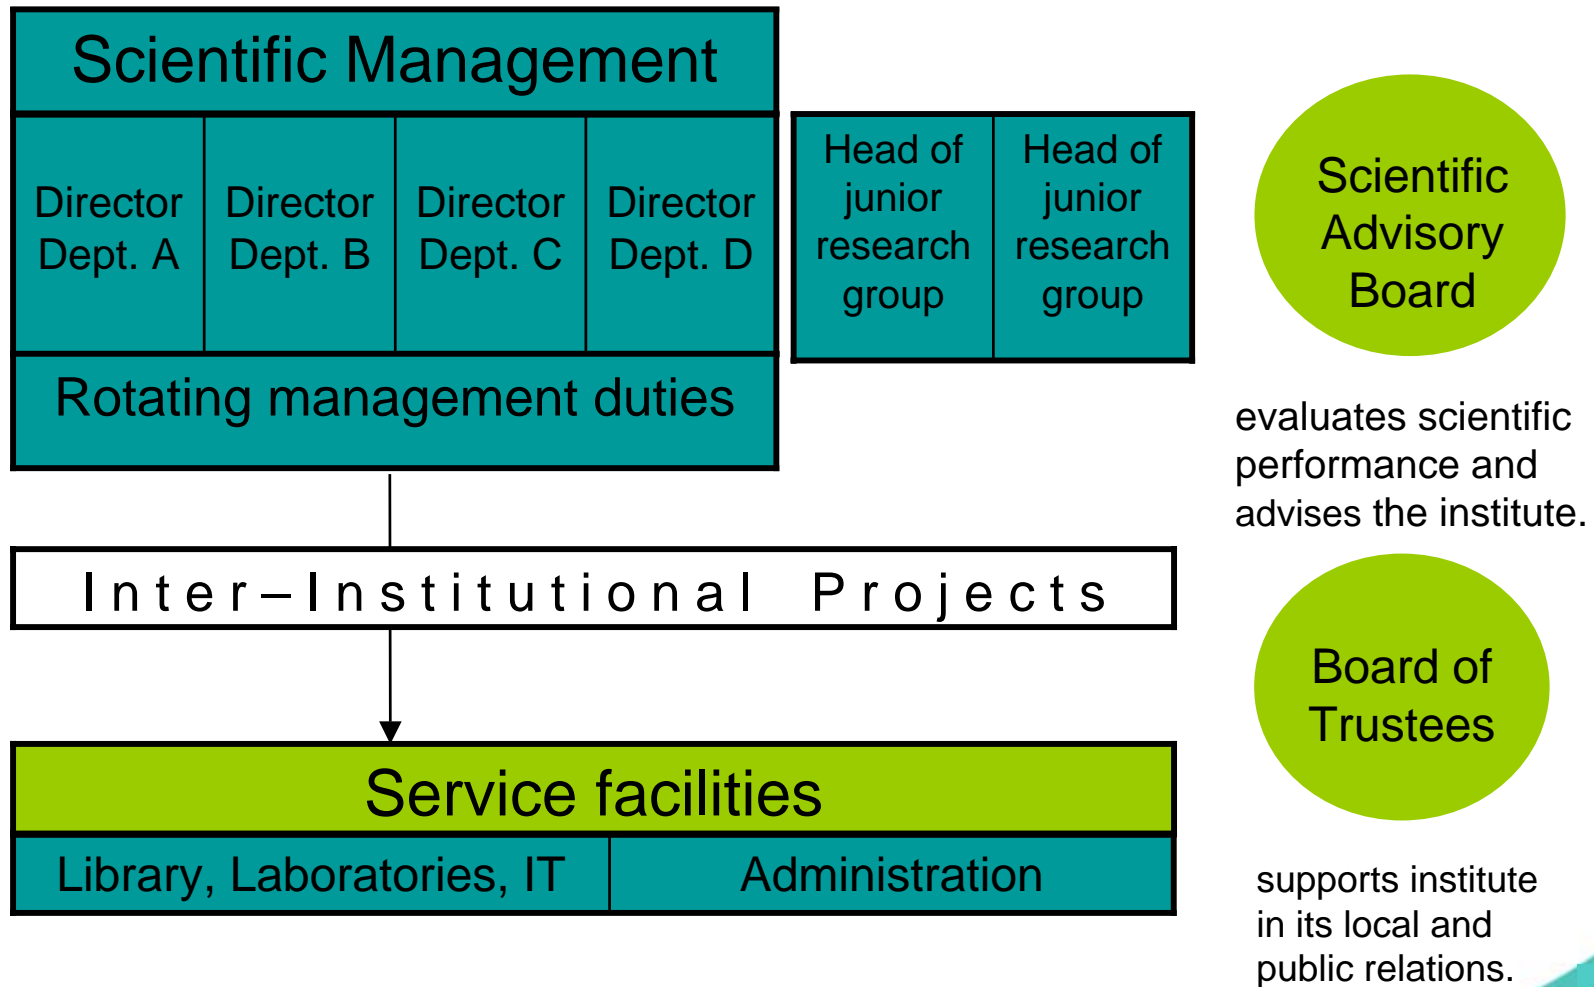 Scientific Management
Director
Dept. A
Director
Dept. B
Director
Dept. C
Director
Dept. D
Rotating management duties
Head of
junior
research
group
Head of
junior
research
group
Scientific
Advisory
Board
evaluates scientific
performance and
advises the institute.
Inter–Institutional Projects
Board of
Trustees
supports institute
in its local and
public relations.
Service facilities
Library, Laboratories, IT
Administration